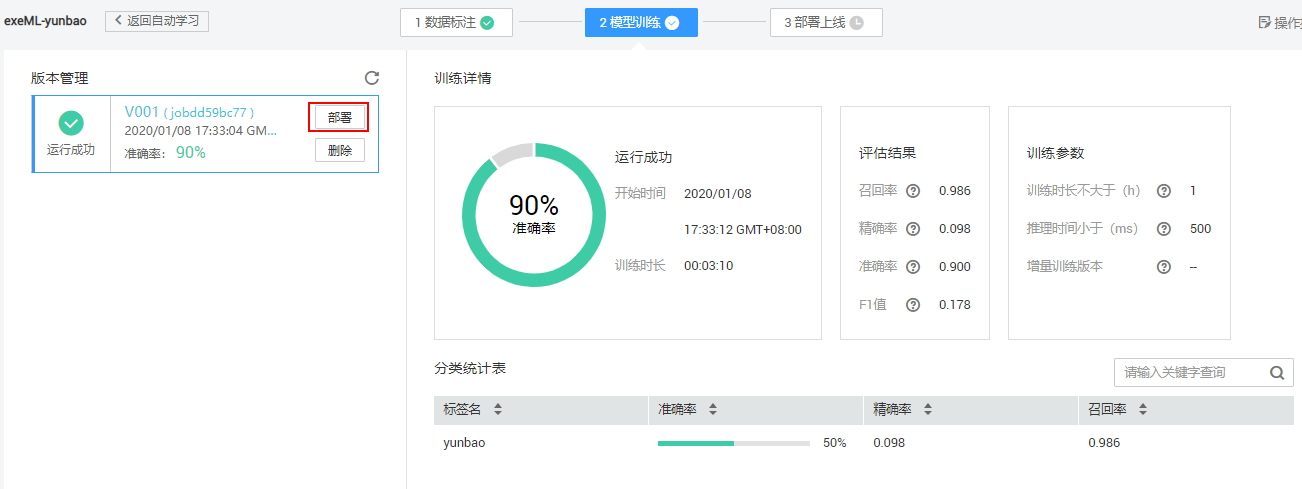 exeML-yunbao
返回自动学习
1 数据标注
2 模型训练
3 部署上线
版本管理
运行成功
V001 ( jobdd59bc77 )
2020/01/08 17:33:04 GM...
准确率： 90%
部署
删除
训练详情
90%
准确率
运行成功
开始时间 2020/01/08
17:33:12 GMT+08:00
训练时长 00:03:10
评估结果
召回率 ? 0.986
精确率 ? 0.098
准确率 ? 0.900
F1值 ? 0.178
训练参数
训练时长不大于（h） ? 1
推理时间小于（ms） ? 500
增量训练版本 ? --
分类统计表
请输入关键字查询
标签名 准确率 精确率 召回率
yunbao 50% 0.098 0.986